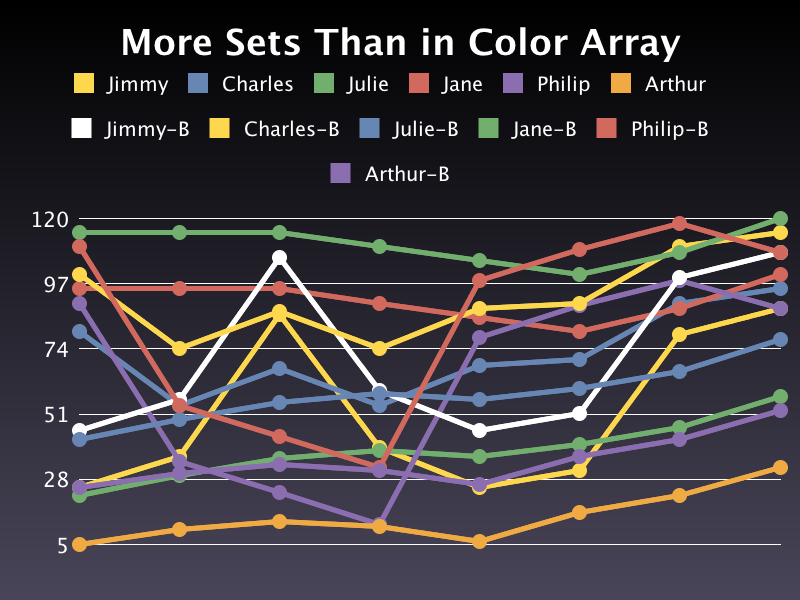 More Sets Than in Color Array
Jimmy Charles Julie Jane Philip Arthur
Jimmy-B Charles-B Julie-B Jane-B Philip-B
Arthur-B
120
97
74
51
28
5